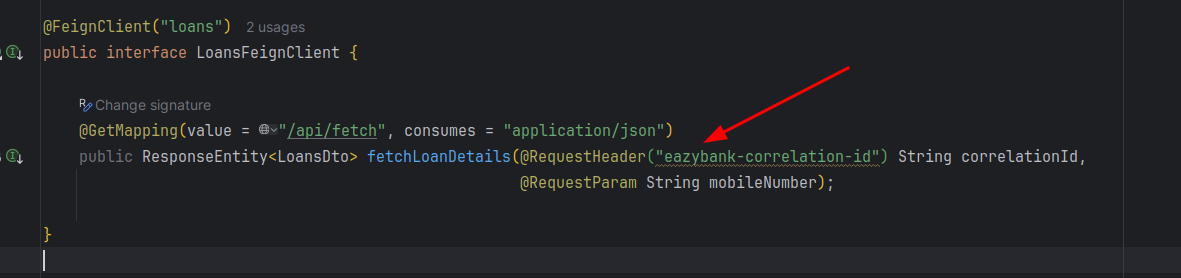 @FeignClient("loans") 2 usages
public interface LoansFeignClient {
Change signature
@GetMapping(value = "/api/fetch", consumes = "application/json")
public ResponseEntity<LoansDto> fetchLoanDetails(@RequestHeader("eazybank-correlation-id") String correlationId,
@RequestParam String mobileNumber);
}